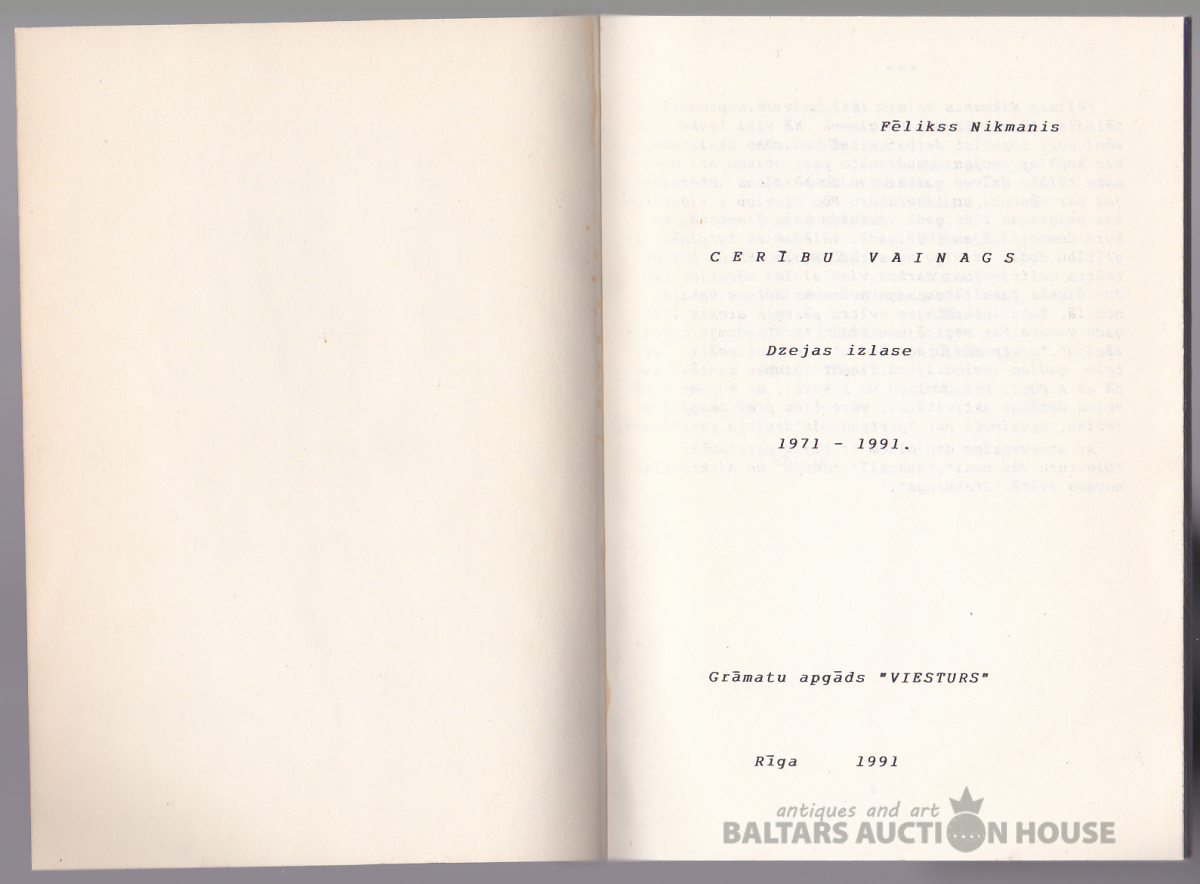 Fēlikss Nikmanis
CERĪBU VAINAGS
Dzejas izlase
1971 - 1991.
Grāmatu apgāds "VIESTURS"
Rīga 1991
antiques and art
BALTARS AUCTION HOUSE